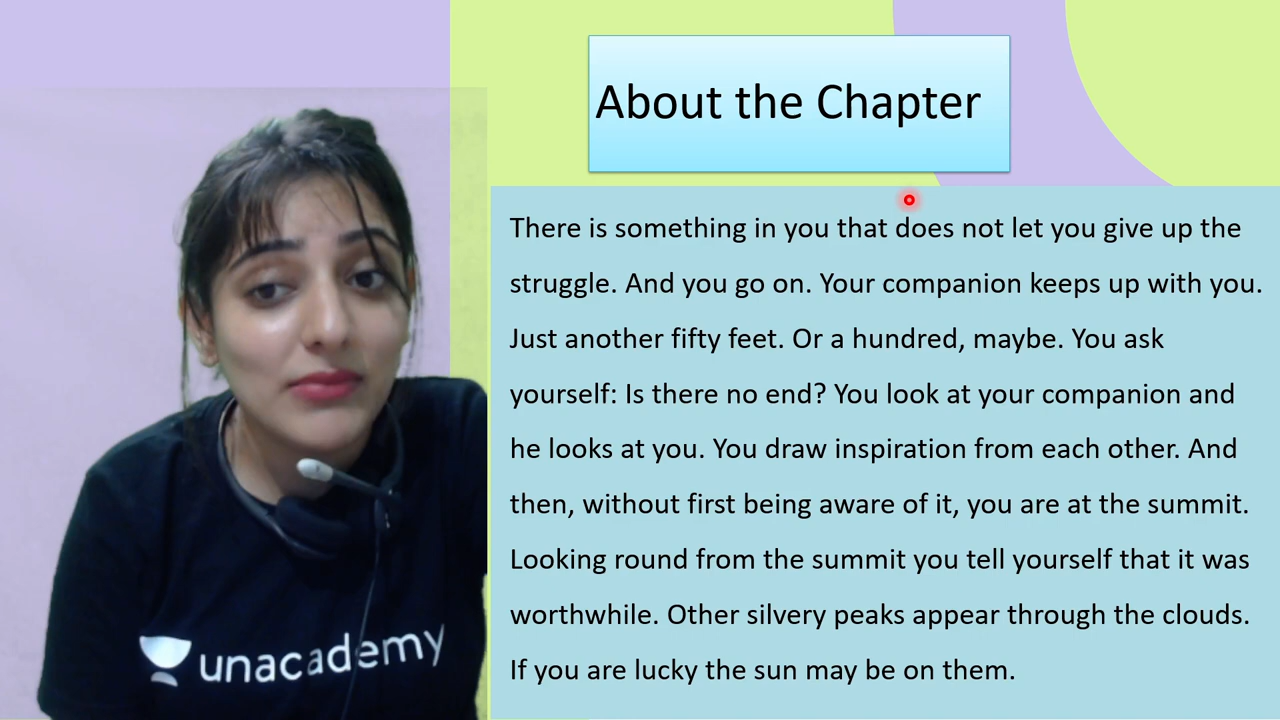 About the Chapter
There is something in you that does not let you give up the
struggle. And you go on. Your companion keeps up with you.
Just another fifty feet. Or a hundred, maybe. You ask
yourself: Is there no end? You look at your companion and
he looks at you. You draw inspiration from each other. And
then, without first being aware of it, you are at the summit.
Looking round from the summit you tell yourself that it was
worthwhile. Other silvery peaks appear through the clouds.
If you are lucky the sun may be on them.
unacademy